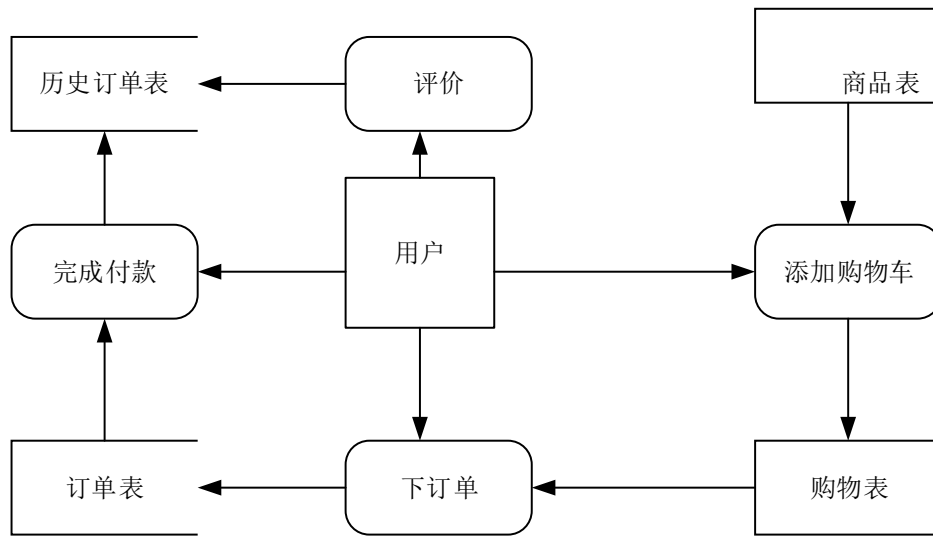 历史订单表
评价
商品表
完成付款
用户
添加购物车
订单表
下订单
购物表